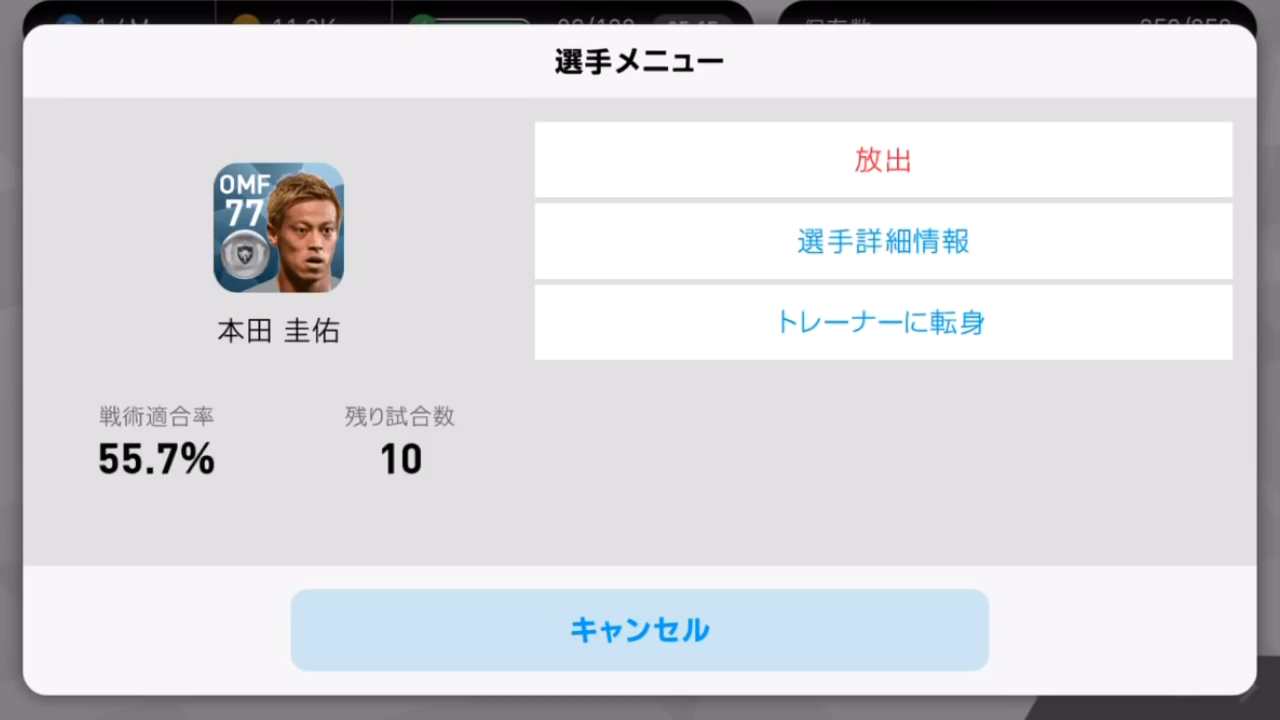 選手メニュー
OMF
77
本田 圭佑
戦術適合率
55.7%
残り試合数
10
放出
選手詳細情報
トレーナーに転身
キャンセル